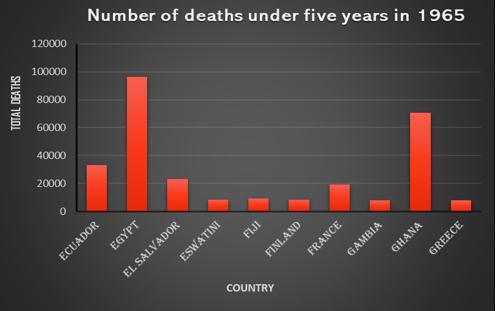 Number of deaths under five years in 1965
TOTAL DEATHS
120000
100000
80000
60000
40000
20000
0
ECUADOR
EGYPT
EL SALVADOR
ESWATINI
FIJI
FINLAND
FRANCE
GAMBIA
GHANA
GREECE
COUNTRY